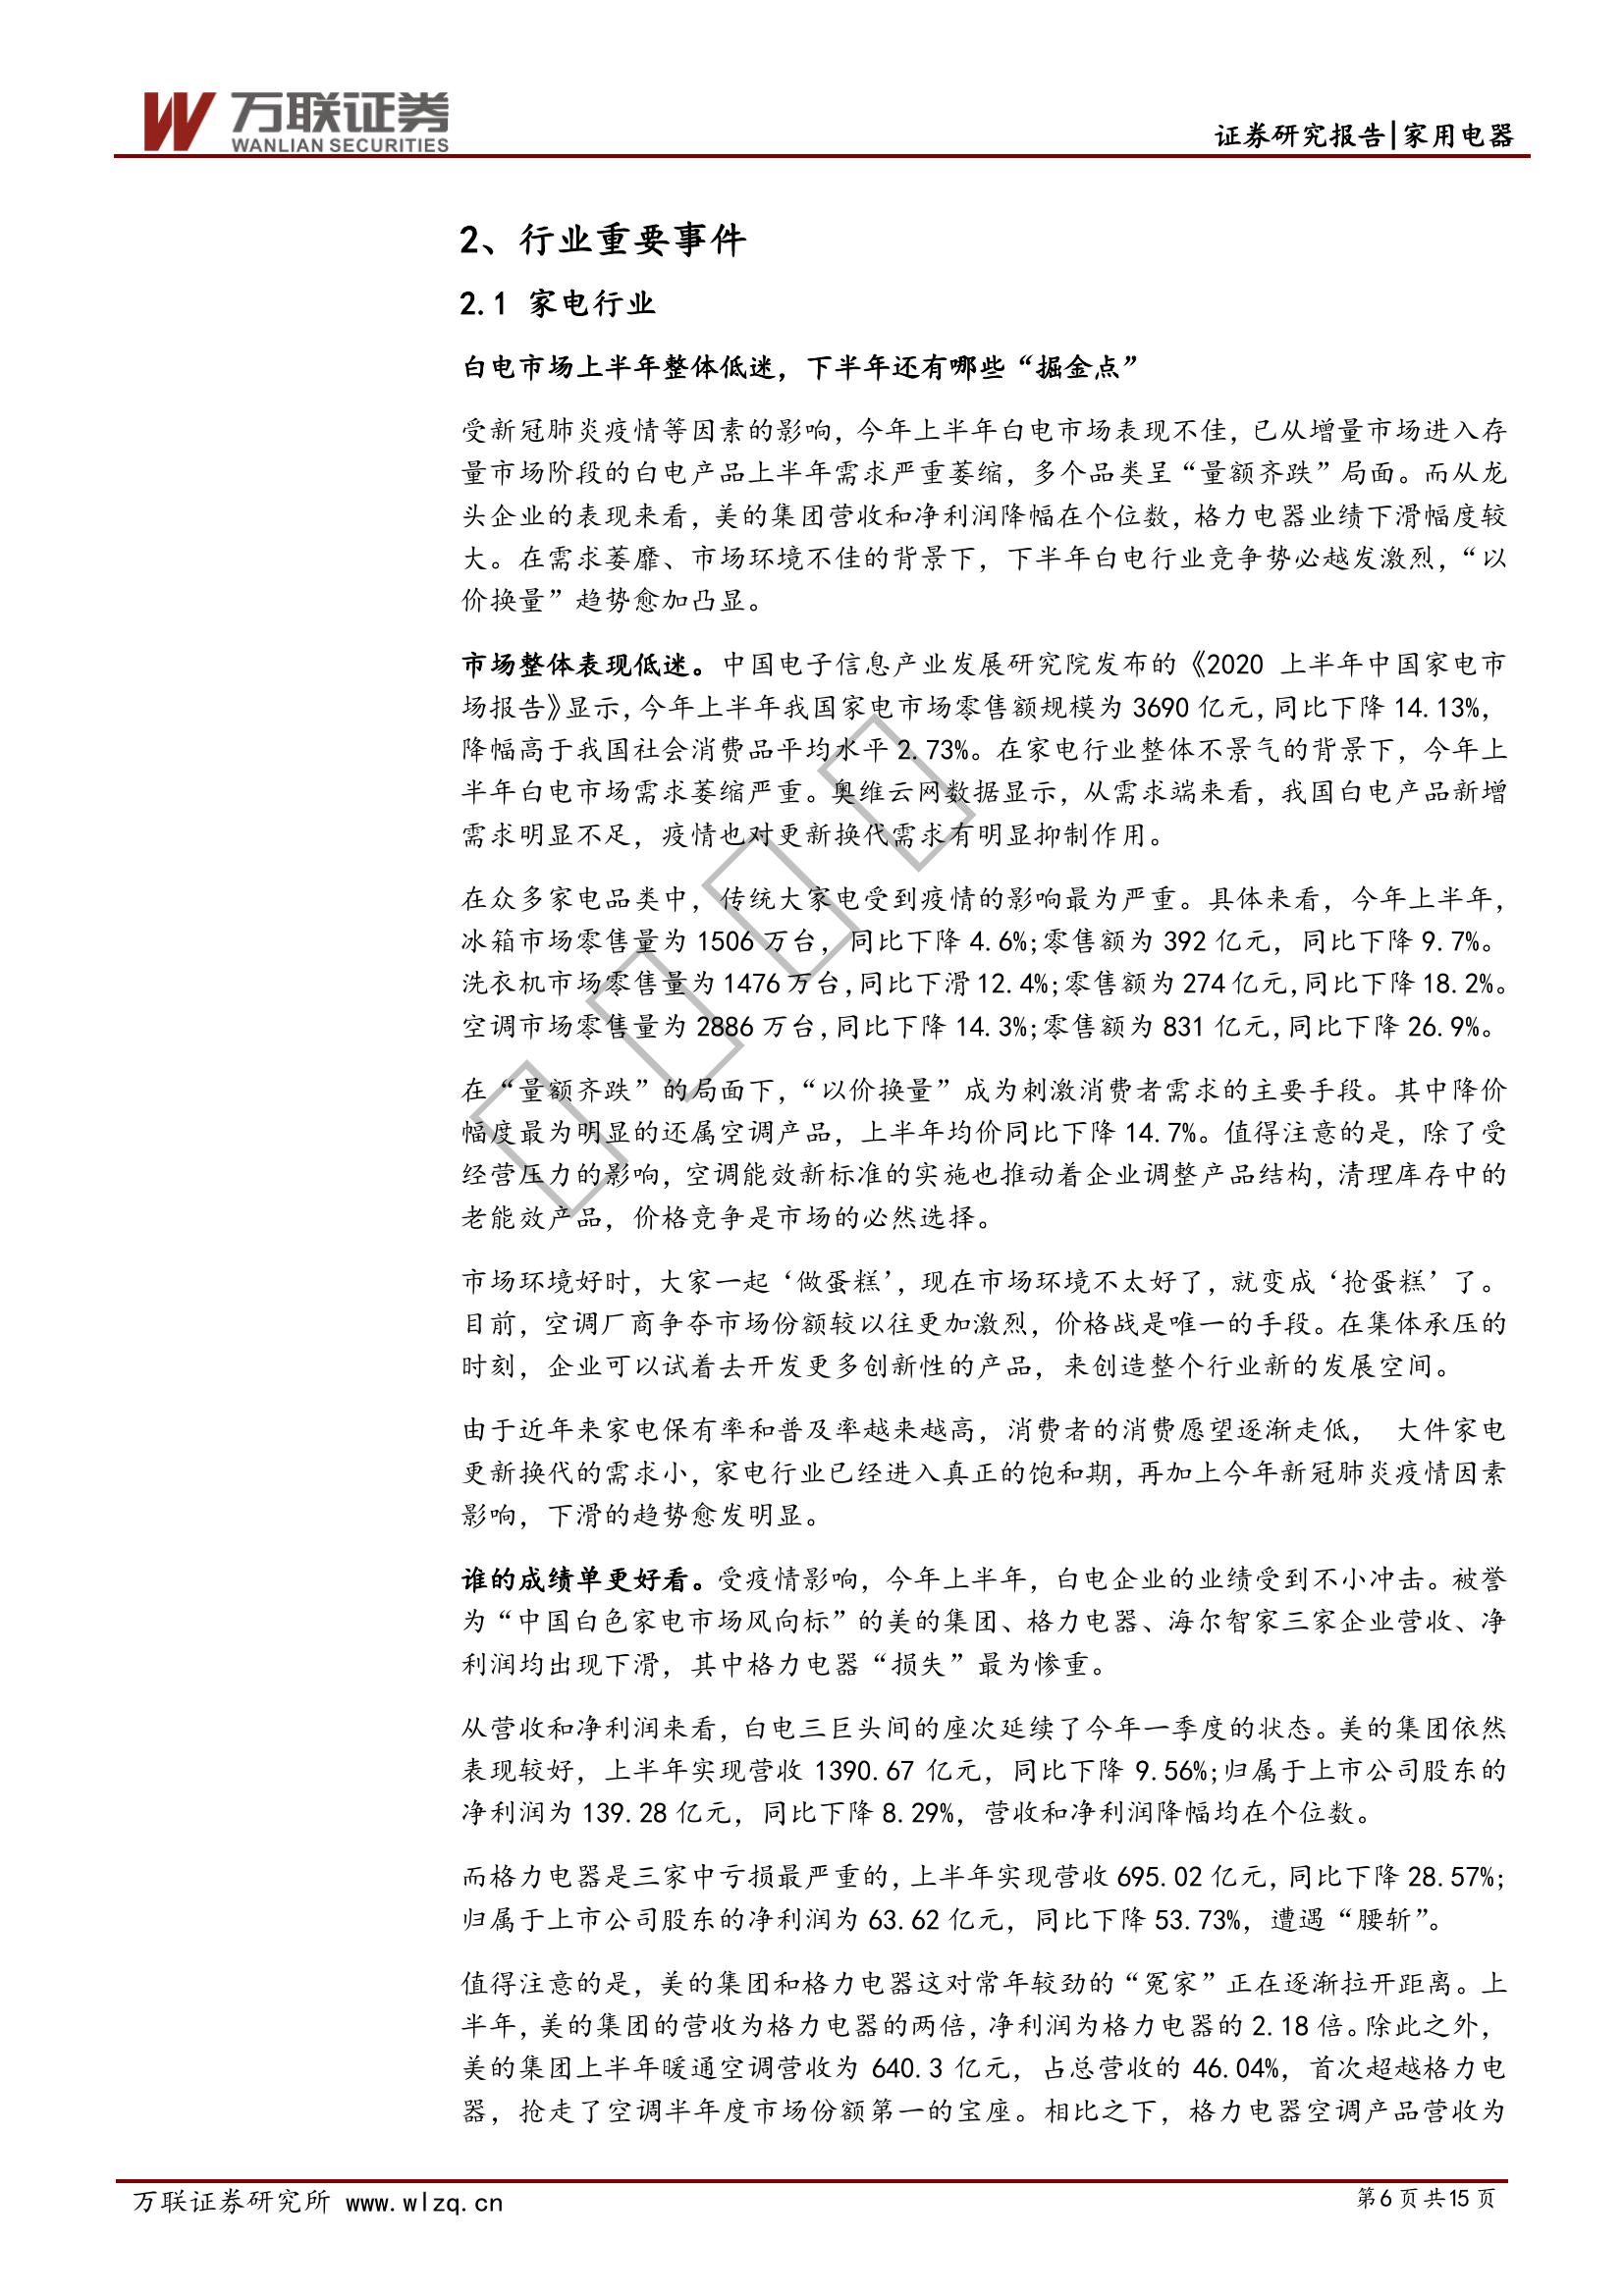 万联证券
WANLIAN SECURITIES
证券研究报告|家用电器
2、行业重要事件
2.1 家电行业
白电市场上半年整体低迷，下半年还有哪些“掘金点”
受新冠肺炎疫情等因素的影响，今年上半年白电市场表现不佳，已从增量市场进入存
量市场阶段的白电产品上半年需求严重萎缩，多个品类呈“量额齐跌”局面。而从龙
头企业的表现来看，美的集团营收和净利润降幅在个位数，格力电器业绩下滑幅度较
大。在需求萎靡、市场环境不佳的背景下，下半年白电行业竞争势必越发激烈，“以
价换量”趋势愈加凸显。
市场整体表现低迷。中国电子信息产业发展研究院发布的《2020 上半年中国家电市
场报告》显示，今年上半年我国家电市场零售额规模为 3690 亿元，同比下降 14.13%，
降幅高于我国社会消费品平均水平 2.73%。在家电行业整体不景气的背景下，今年上
半年白电市场需求萎缩严重。奥维云网数据显示，从需求端来看，我国白电产品新增
需求明显不足，疫情也对更新换代需求有明显抑制作用。
在众多家电品类中，传统大家电受到疫情的影响最为严重。具体来看，今年上半年，
冰箱市场零售量为 1506 万台，同比下降 4.6%;零售额为 392 亿元，同比下降 9.7%。
洗衣机市场零售量为 1476 万台,同比下滑 12.4%;零售额为 274 亿元,同比下降 18.2%。
空调市场零售量为 2886 万台,同比下降 14.3%;零售额为 831 亿元,同比下降 26.9%。
在“量额齐跌”的局面下，“以价换量”成为刺激消费者需求的主要手段。其中降价
幅度最为明显的还属空调产品，上半年均价同比下降 14.7%。值得注意的是，除了受
经营压力的影响，空调能效新标准的实施也推动着企业调整产品结构，清理库存中的
老能效产品，价格竞争是市场的必然选择。
市场环境好时，大家一起‘做蛋糕’，现在市场环境不太好了，就变成‘抢蛋糕’了。
目前，空调厂商争夺市场份额较以往更加激烈，价格战是唯一的手段。在集体承压的
时刻，企业可以试着去开发更多创新性的产品，来创造整个行业新的发展空间。
由于近年来家电保有率和普及率越来越高，消费者的消费愿望逐渐走低， 大件家电
更新换代的需求小，家电行业已经进入真正的饱和期，再加上今年新冠肺炎疫情因素
影响，下滑的趋势愈发明显。
谁的成绩单更好看。受疫情影响，今年上半年，白电企业的业绩受到不小冲击。被誉
为“中国白色家电市场风向标”的美的集团、格力电器、海尔智家三家企业营收、净
利润均出现下滑，其中格力电器“损失”最为惨重。
从营收和净利润来看，白电三巨头间的座次延续了今年一季度的状态。美的集团依然
表现较好，上半年实现营收 1390.67 亿元，同比下降 9.56%;归属于上市公司股东的
净利润为 139.28 亿元，同比下降 8.29%，营收和净利润降幅均在个位数。
而格力电器是三家中亏损最严重的，上半年实现营收 695.02 亿元，同比下降 28.57%;
归属于上市公司股东的净利润为 63.62 亿元，同比下降 53.73%，遭遇“腰斩”。
值得注意的是，美的集团和格力电器这对常年较劲的“冤家”正在逐渐拉开距离。上
半年，美的集团的营收为格力电器的两倍，净利润为格力电器的 2.18 倍。除此之外，
美的集团上半年暖通空调营收为 640.3 亿元，占总营收的 46.04%，首次超越格力电
器，抢走了空调半年度市场份额第一的宝座。相比之下，格力电器空调产品营收为
万联证券研究所 www.wlzq.cn
第 6 页 共 15 页